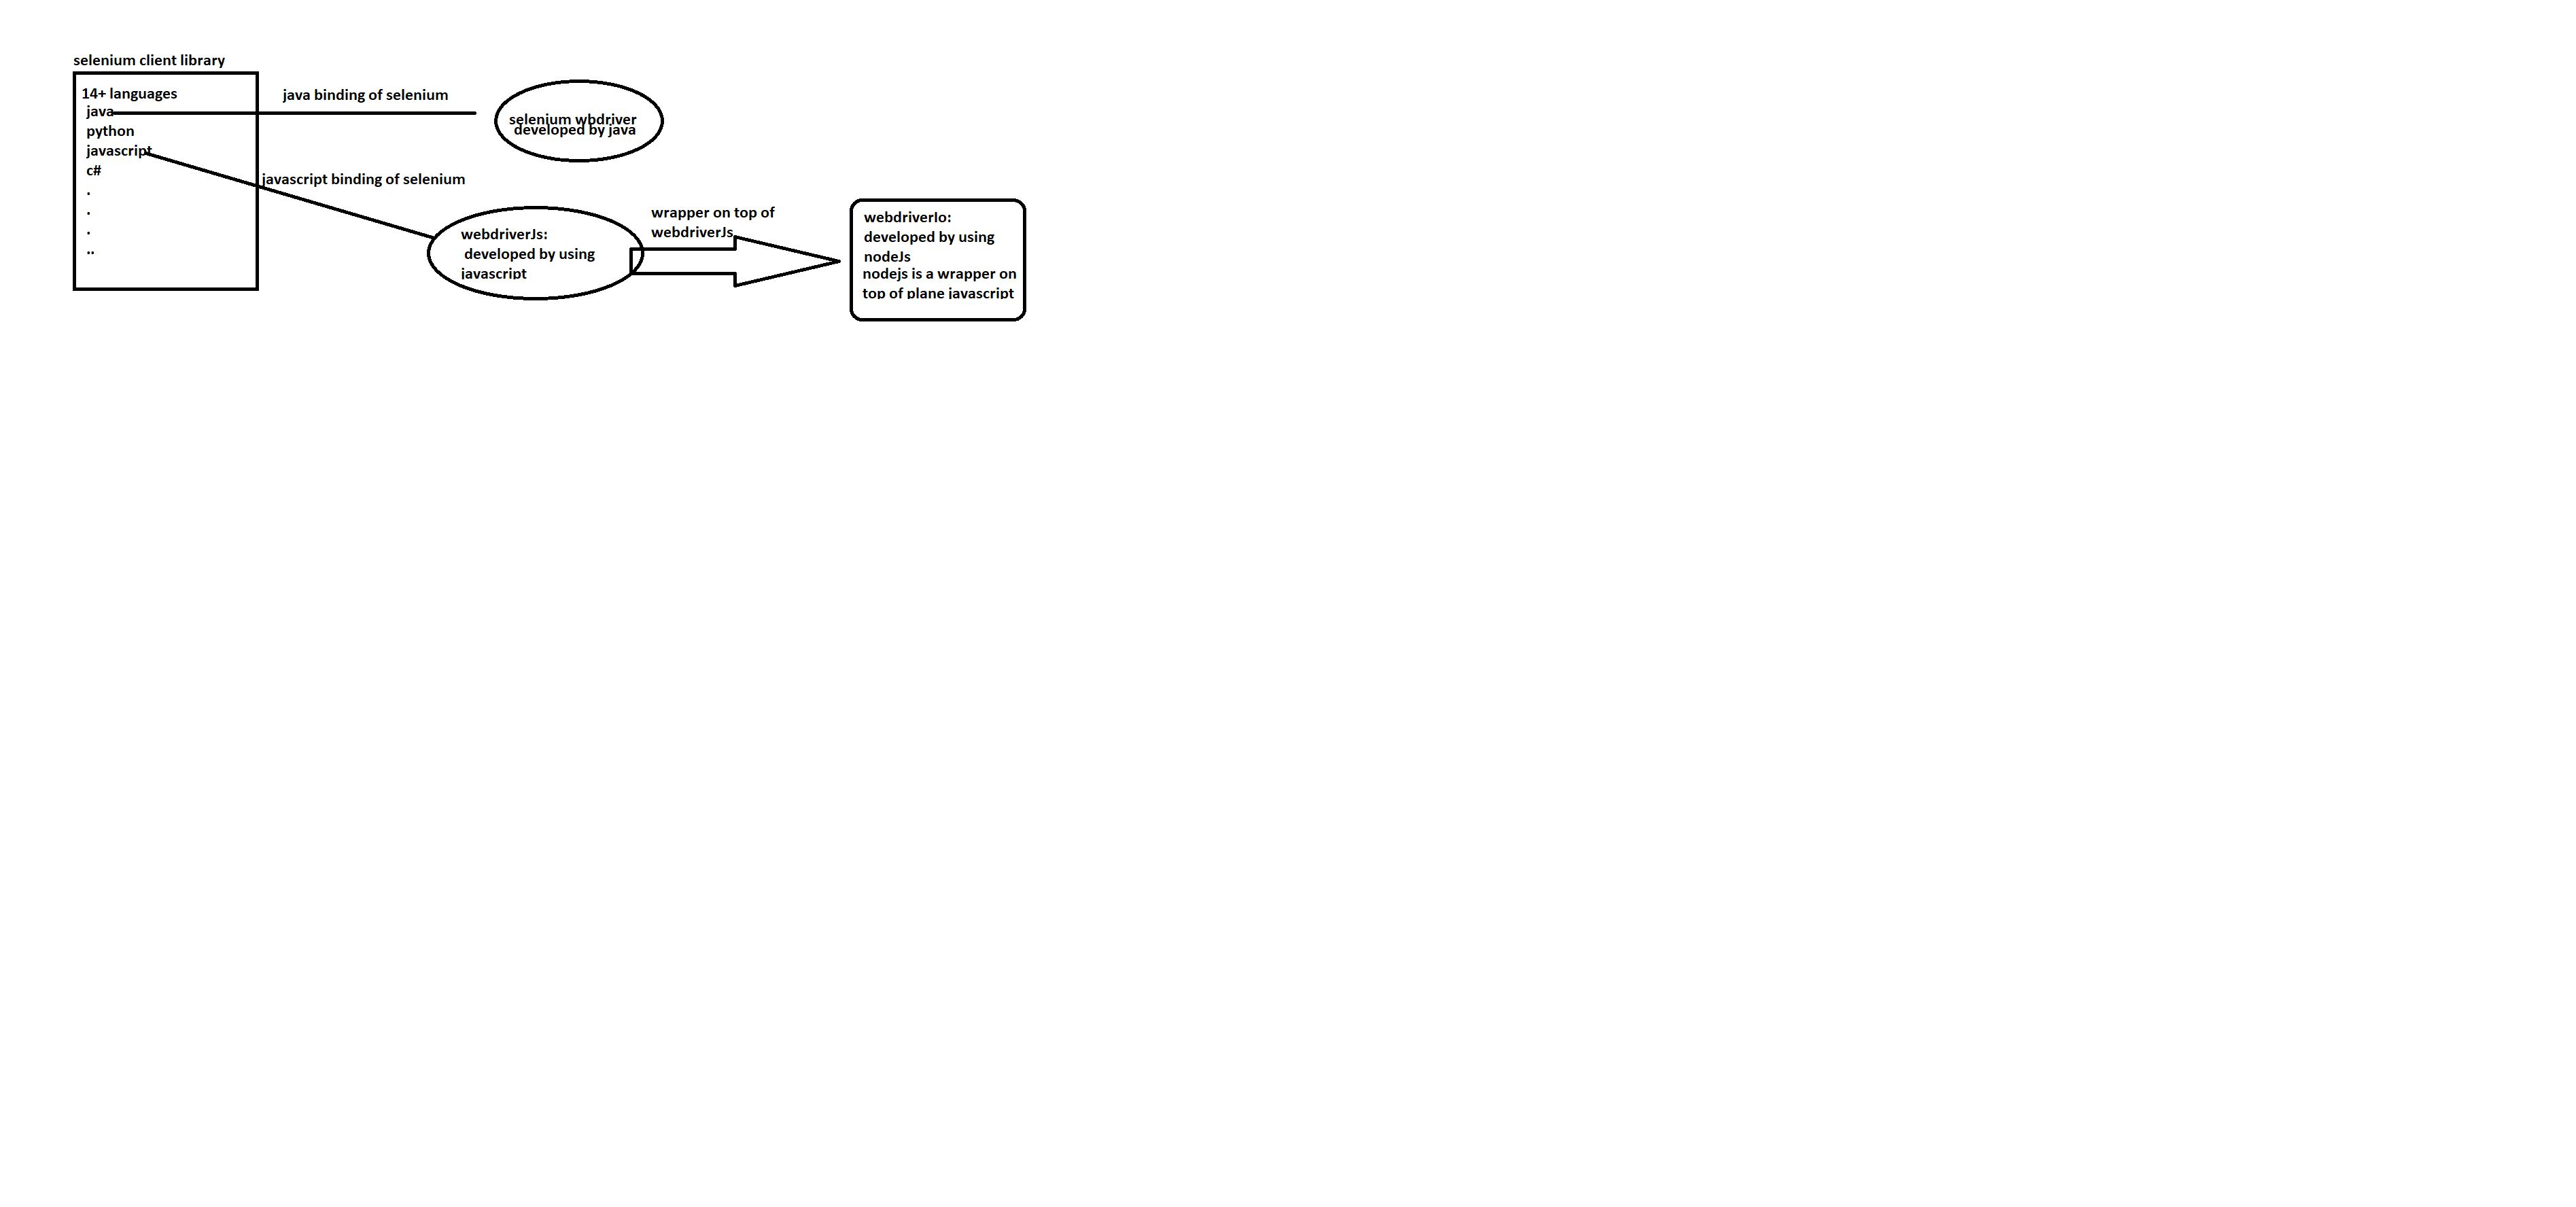 selenium client library
14+ languages
java
python
javascript
c#
.
.
.
..
java binding of selenium
selenium wbdriver
developed by java
javascript binding of selenium
webdriverJs:
developed by using
javascript
wrapper on top of
webdriverJs
webdriverIo:
developed by using
nodeJs
nodejs is a wrapper on
top of plane javascript